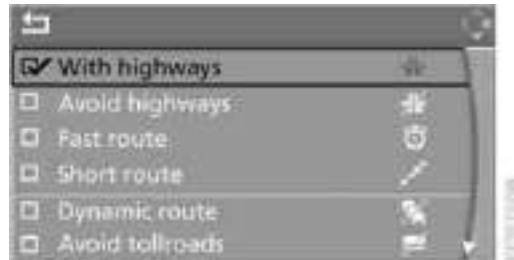 With highways
Avoid highways
Fast route
Short route
Dynamic route
Avoid tollroads